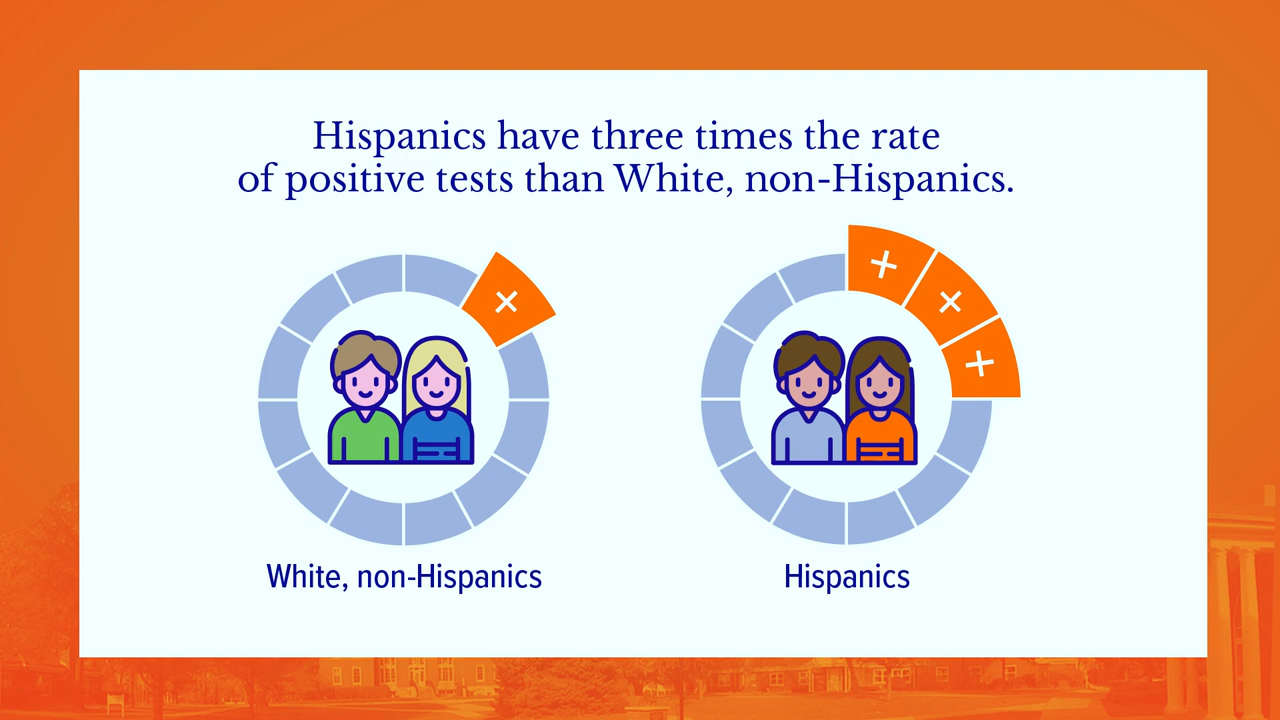 Hispanics have three times the rate
of positive tests than White, non-Hispanics.
White, non-Hispanics
Hispanics